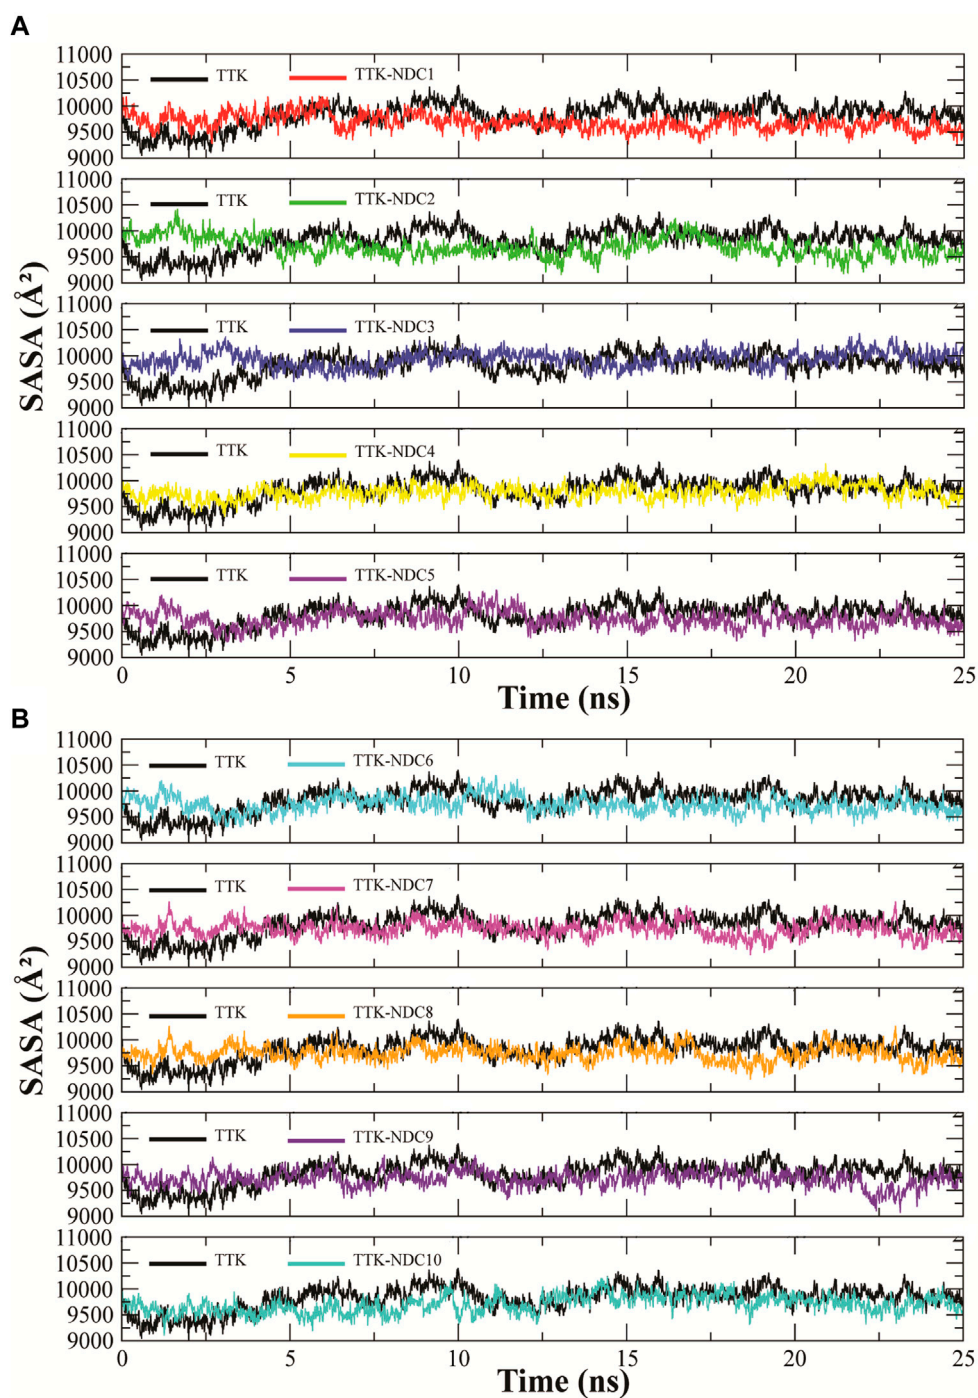 A
11000
TTK TTK-NDC1
10500
10000
9500
9000
11000
TTK TTK-NDC2
10500
10000
9500
9000
11000
TTK TTK-NDC3
10500
10000
9500
9000
11000
TTK TTK-NDC4
10500
10000
9500
9000
11000
TTK TTK-NDC5
10500
10000
9500
9000
SASA (Å²)
0 5 10 15 20 25
Time (ns)
B
11000
TTK TTK-NDC6
10500
10000
9500
9000
11000
TTK TTK-NDC7
10500
10000
9500
9000
11000
TTK TTK-NDC8
10500
10000
9500
9000
11000
TTK TTK-NDC9
10500
10000
9500
9000
11000
TTK TTK-NDC10
10500
10000
9500
9000
SASA (Å²)
0 5 10 15 20 25
Time (ns)